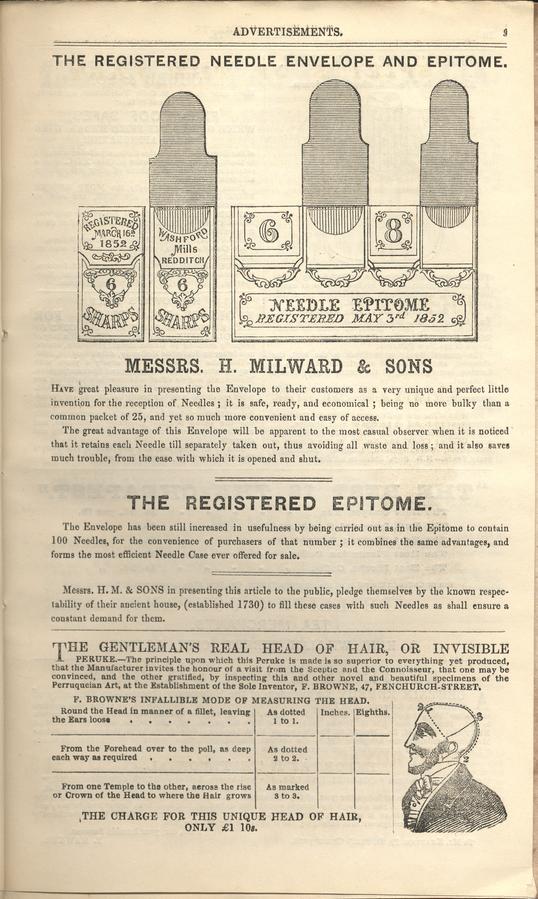 ADVERTISEMENTS.
THE REGISTERED NEEDLE ENVELOPE AND EPITOME.
REGISTERED
MARCH 16th
1852
6
SHARPS
WASHFORD
Mills
REDDITCH
6
SHARPS
6
8
NEEDLE EPITOME
REGISTERED MAY 3rd 1852
MESSRS. H. MILWARD & SONS
HAVE great pleasure in presenting the Envelope to their customers as a very unique and perfect little
invention for the reception of Needles; it is safe, ready, and economical; being no more bulky than a
common packet of 25, and yet so much more convenient and easy of access.
The great advantage of this Envelope will be apparent to the most casual observer when it is noticed
that it retains each Needle till separately taken out, thus avoiding all waste and loss; and it also saves
much trouble, from the ease with which it is opened and shut.
THE REGISTERED EPITOME.
The Envelope has been still increased in usefulness by being carried out as in the Epitome to contain
100 Needles, for the convenience of purchasers of that number; it combines the same advantages, and
forms the most efficient Needle Case ever offered for sale.
Messrs. H. M. & SONS in presenting this article to the public, pledge themselves by the known respec-
tability of their ancient house, (established 1730) to fill these cases with such Needles as shall ensure a
constant demand for them.
THE GENTLEMAN'S REAL HEAD OF HAIR, OR INVISIBLE
PERUKE.—The principle upon which this Peruke is made is so superior to everything yet produced,
that the Manufacturer invites the honour of a visit from the Sceptic and the Connoisseur, that one may be
convinced, and the other gratified, by inspecting this and other novel and beautiful specimens of the
Perruqueian Art, at the Establishment of the Sole Inventor, F. BROWNE, 47, FENCHURCH-STREET.
F. BROWNE'S INFALLIBLE MODE OF MEASURING THE HEAD.
Round the Head in manner of a fillet, leaving
the Ears loose . . . . . . .
As dotted
1 to 1.
Inches.
Eighths.
From the Forehead over to the poll, as deep
each way as required . . . . .
As dotted
2 to 2.
From one Temple to the other, across the rise
or Crown of the Head to where the Hair grows
As marked
3 to 3.
THE CHARGE FOR THIS UNIQUE HEAD OF HAIR,
ONLY £1 10s.